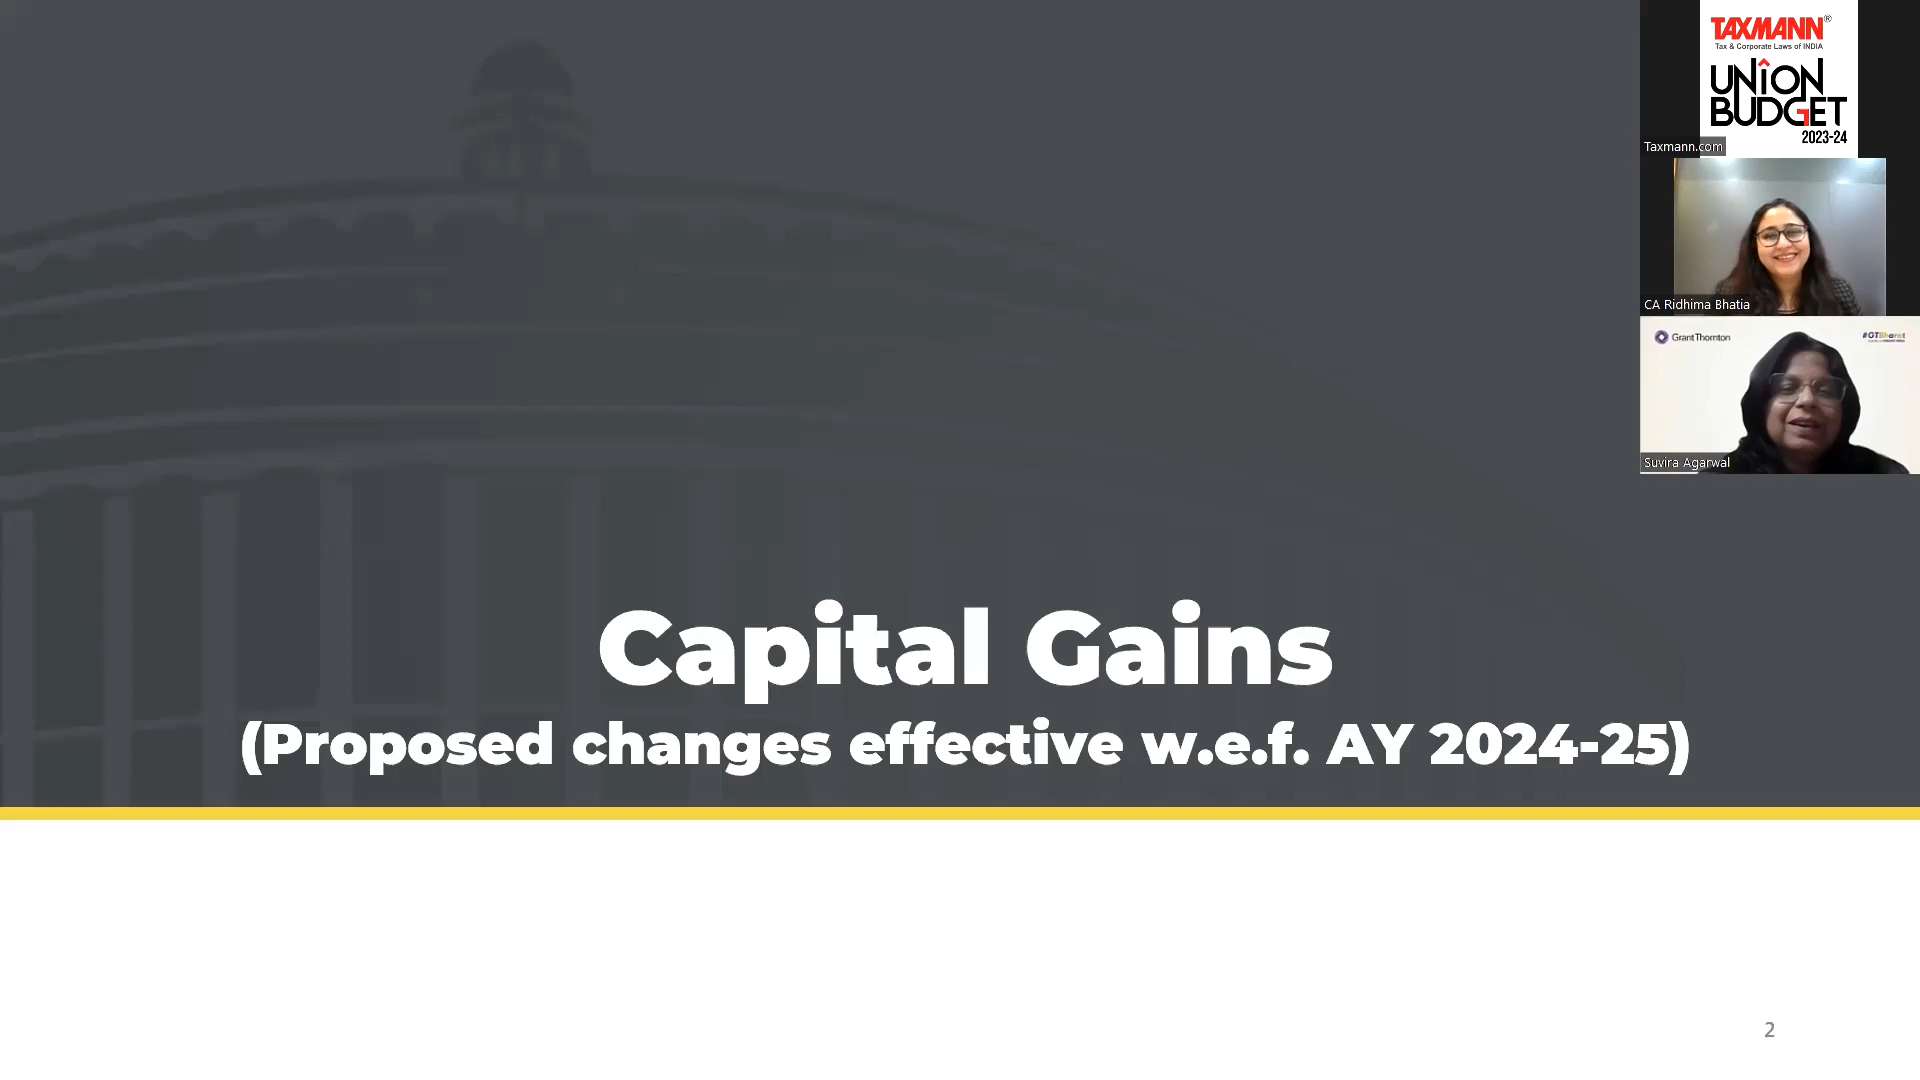 TAXMANN®
Tax & Corporate Laws of INDIA
UNION
BUDGET
2023-24
Taxmann.com
CA Ridhima Bhatia
Grant Thornton
#GTBharat
Suvira Agarwal
Capital Gains
(Proposed changes effective w.e.f. AY 2024-25)
2